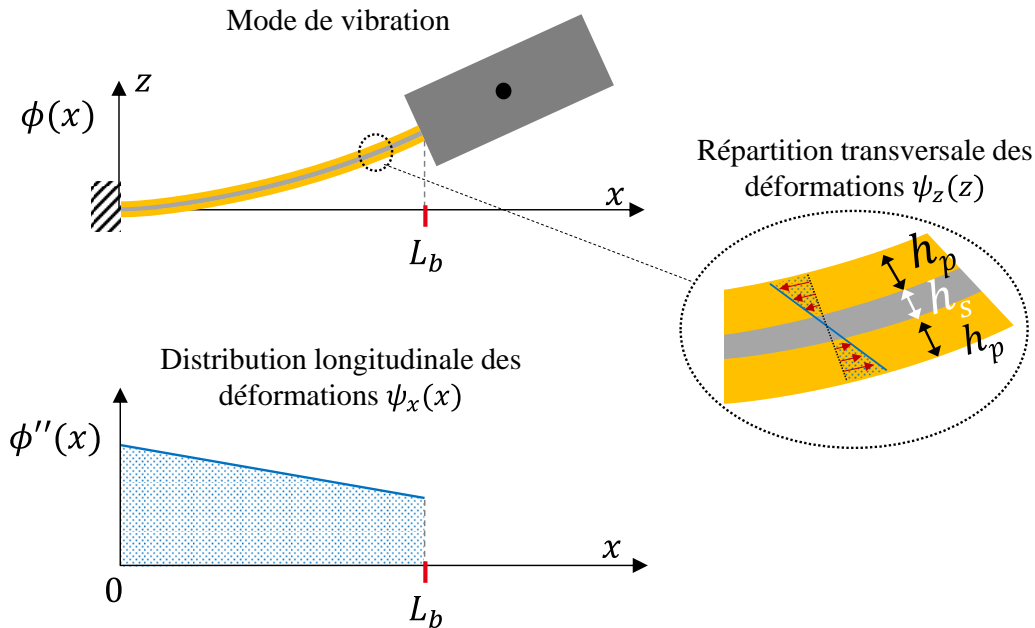 Mode de vibration
z
ϕ(x)
x
L_b
Répartition transversale des
déformations ψ_z(z)
h_p
h_s
h_p
Distribution longitudinale des
déformations ψ_x(x)
ϕ''(x)
x
0
L_b